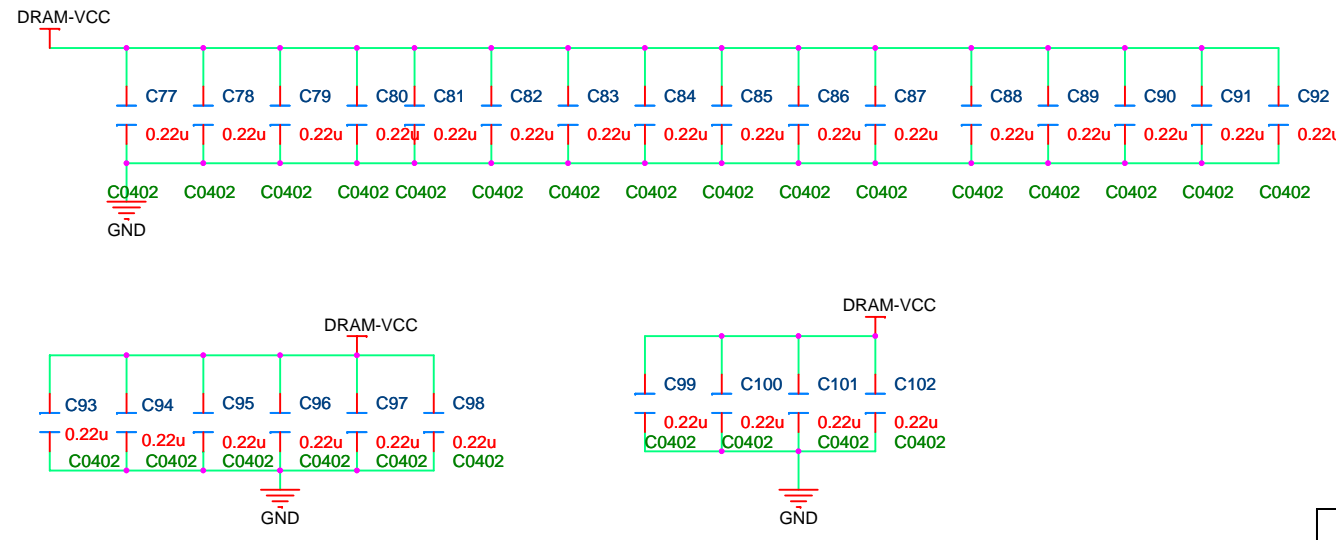 DRAM-VCC
C77 C78 C79 C80 C81 C82 C83 C84 C85 C86 C87 C88 C89 C90 C91 C92
0.22u 0.22u 0.22u 0.22u 0.22u 0.22u 0.22u 0.22u 0.22u 0.22u 0.22u 0.22u 0.22u 0.22u 0.22u 0.22u
C0402 C0402 C0402 C0402 C0402 C0402 C0402 C0402 C0402 C0402 C0402 C0402 C0402 C0402 C0402 C0402
GND
DRAM-VCC
C93 C94 C95 C96 C97 C98
0.22u 0.22u 0.22u 0.22u 0.22u 0.22u
C0402 C0402 C0402 C0402 C0402 C0402
GND
DRAM-VCC
C99 C100 C101 C102
0.22u 0.22u 0.22u 0.22u
C0402 C0402 C0402 C0402
GND